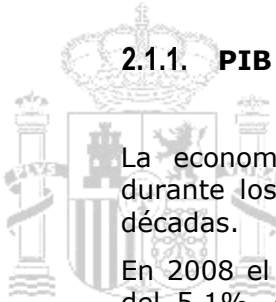 2.1.1. PIB
La econom
durante los
décadas.
En 2008 el
del 5,1%